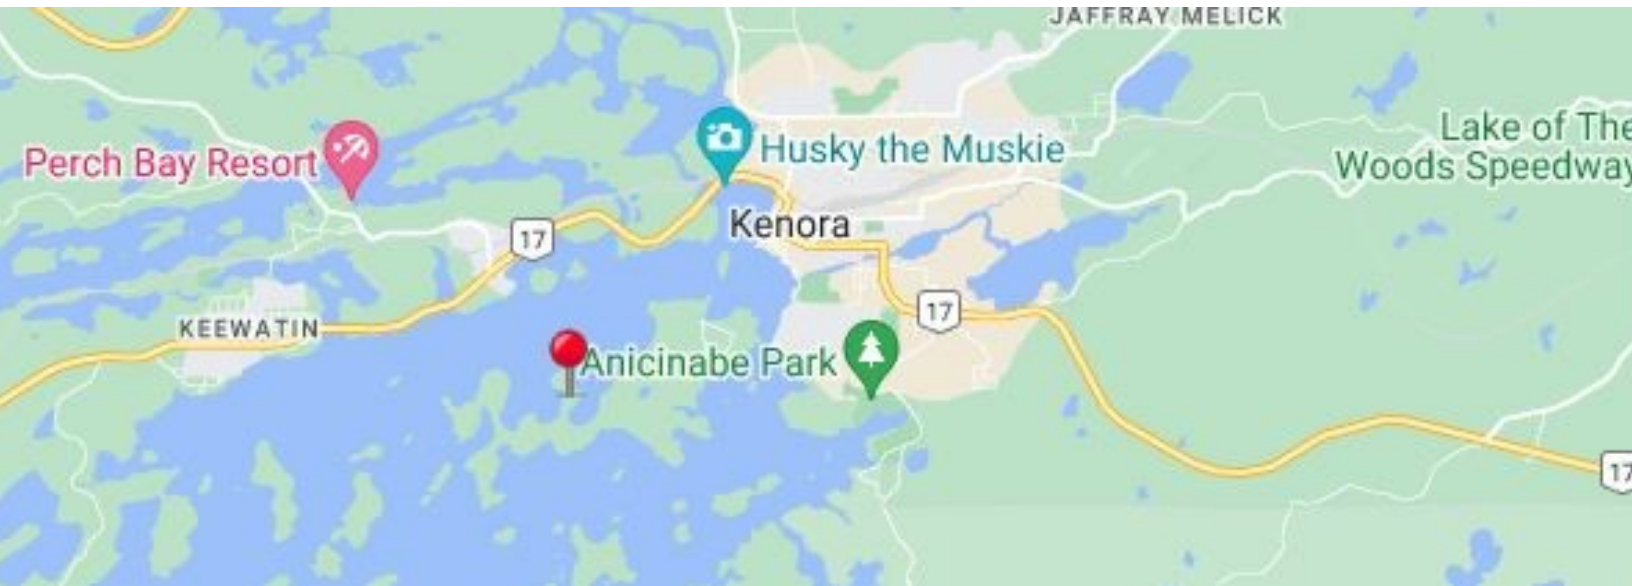 JAFFRAY MELICK
Lake of The
Woods Speedway
Husky the Muskie
Perch Bay Resort
Kenora
17
17
KEEWATIN
Anicinabe Park
17